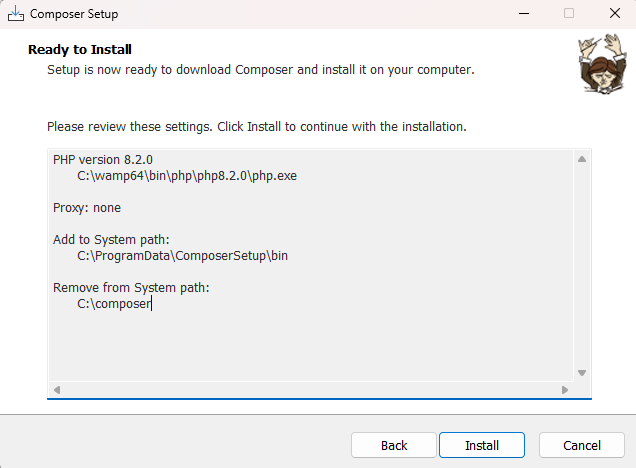 Composer Setup
Ready to Install
Setup is now ready to download Composer and install it on your computer.
Please review these settings. Click Install to continue with the installation.
PHP version 8.2.0
C:\wamp64\bin\php\php8.2.0\php.exe
Proxy: none
Add to System path:
C:\ProgramData\ComposerSetup\bin
Remove from System path:
C:\composer
Back
Install
Cancel